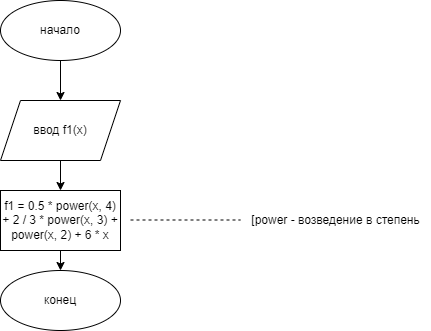 начало
ввод f1(x)
f1 = 0.5 * power(x, 4)
+ 2 / 3 * power(x, 3) +
power(x, 2) + 6 * x
[power - возведение в степень
конец